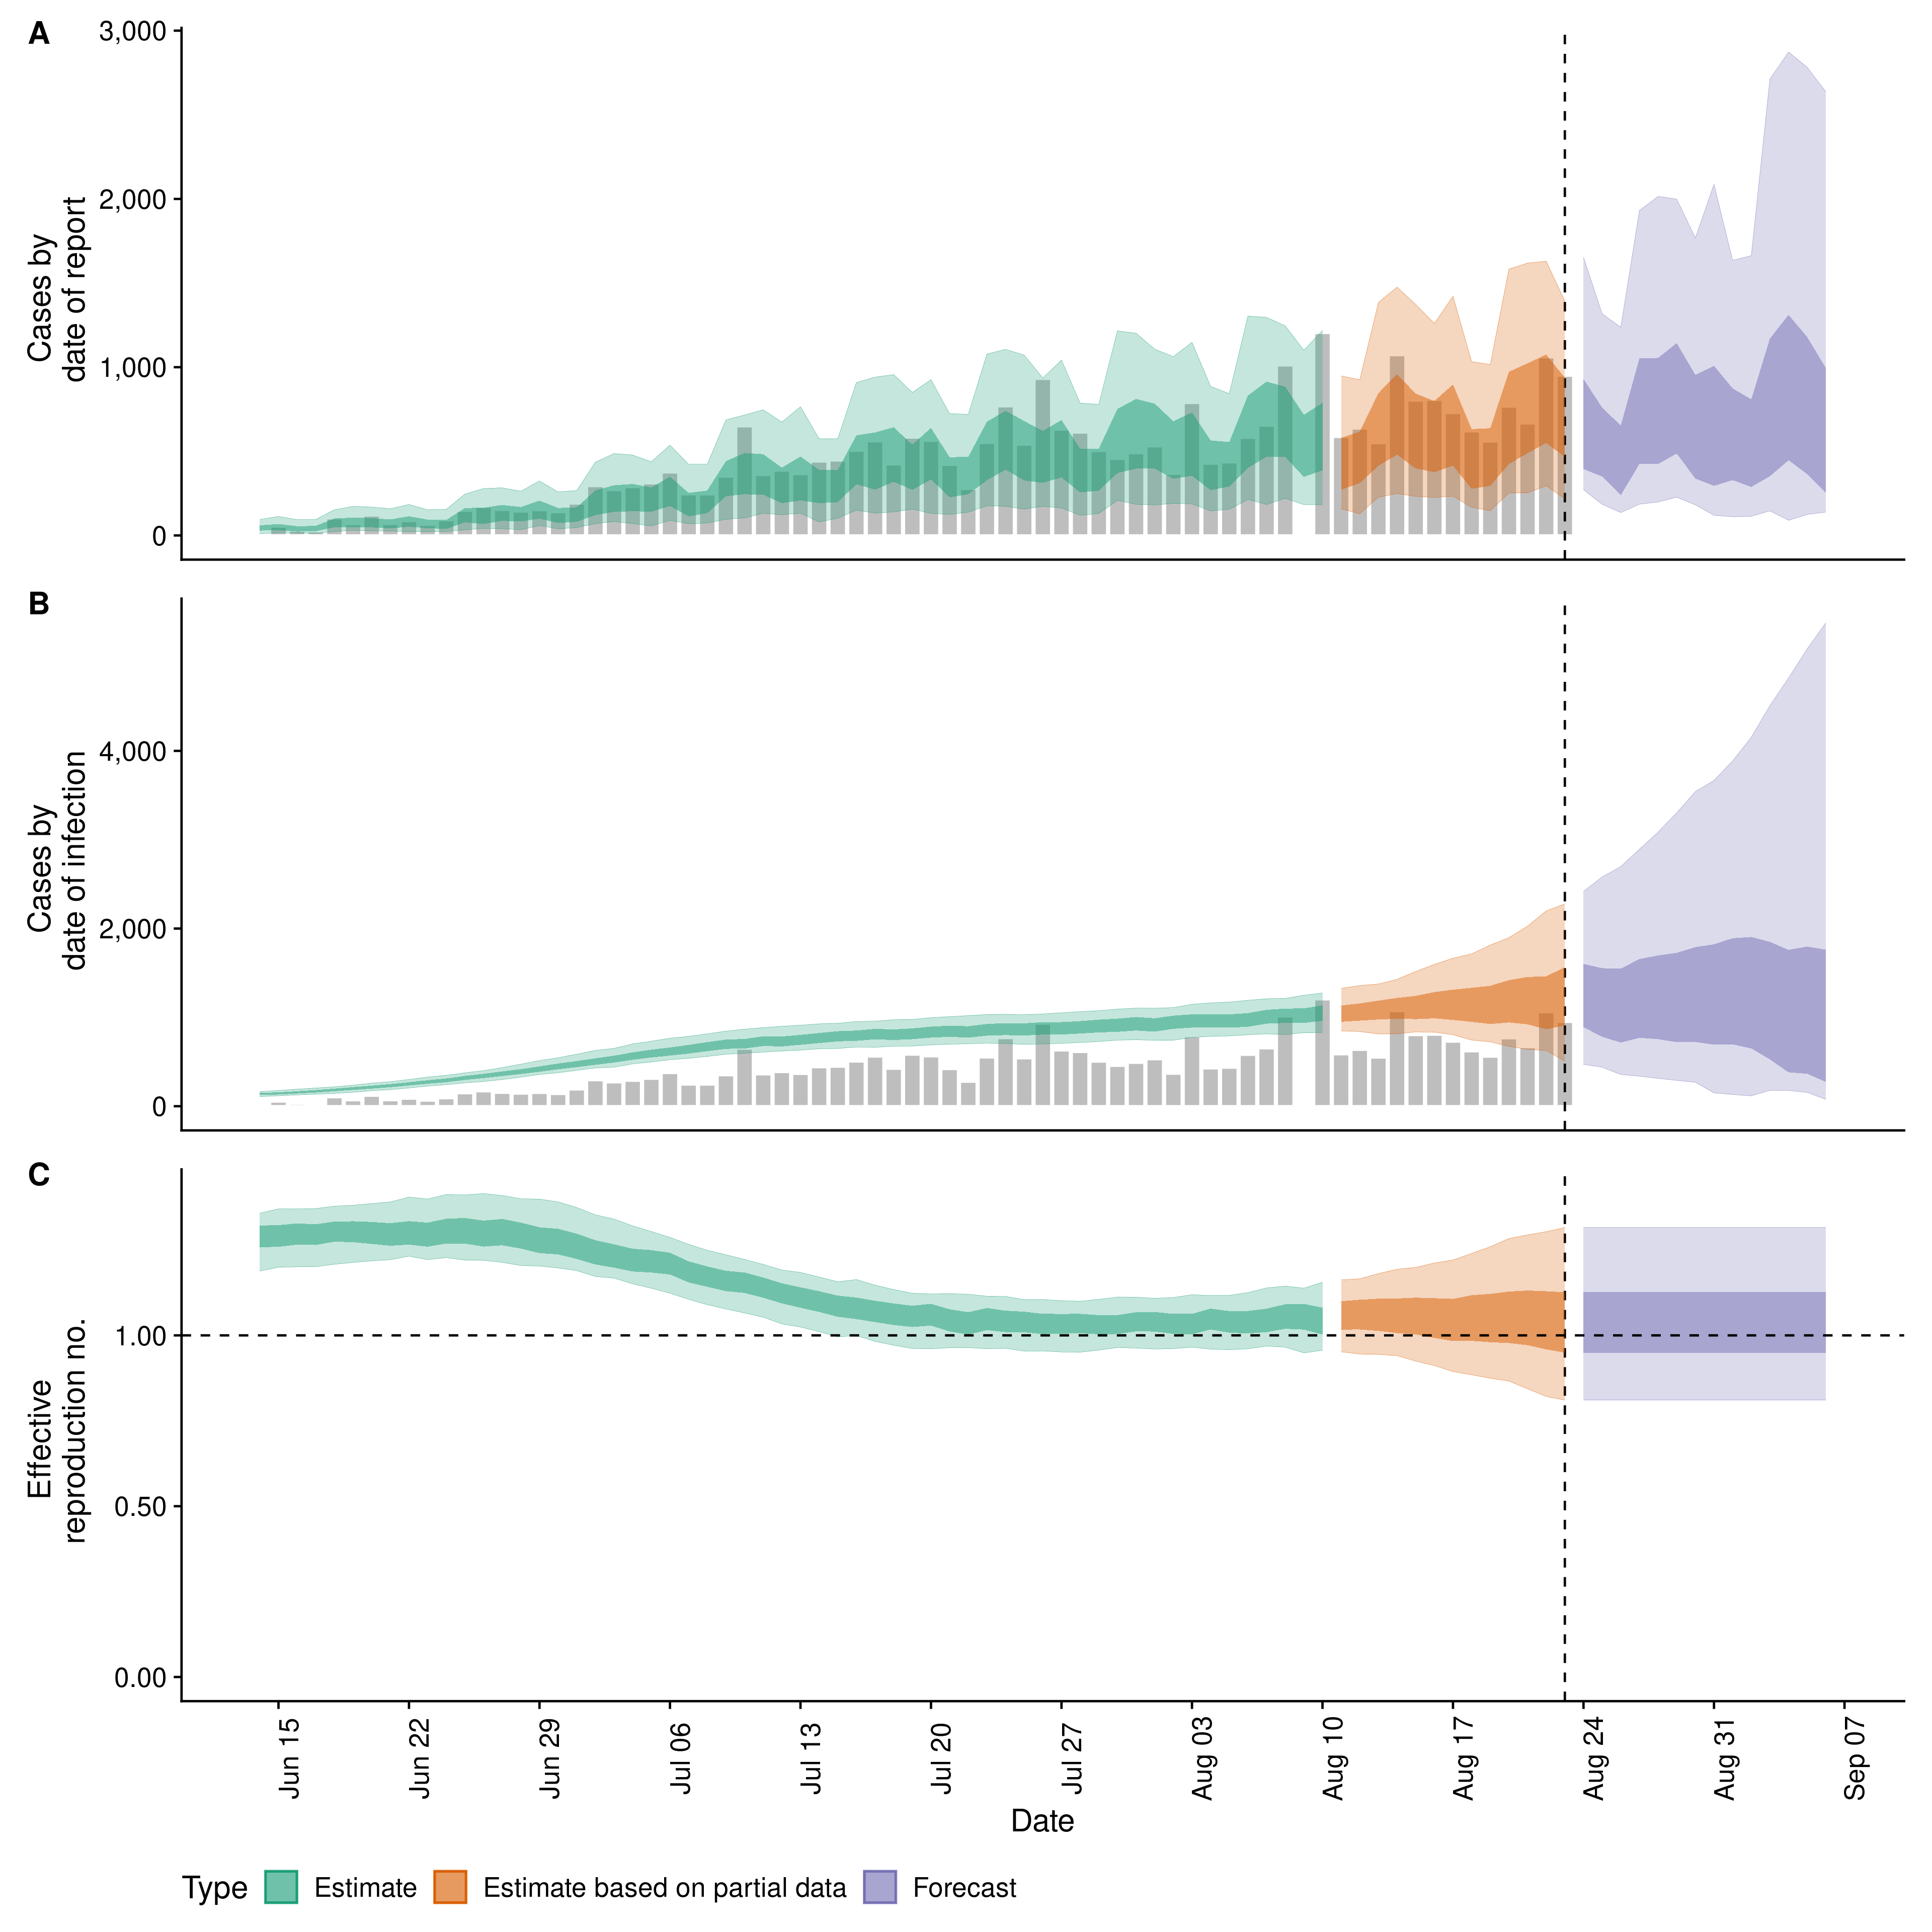 A
Cases by
date of report
3,000
2,000
1,000
0
B
Cases by
date of infection
4,000
2,000
0
C
Effective
reproduction no.
1.00
0.50
0.00
Jun 15
Jun 22
Jun 29
Jul 06
Jul 13
Jul 20
Jul 27
Aug 03
Aug 10
Aug 17
Aug 24
Aug 31
Sep 07
Date
Type Estimate Estimate based on partial data Forecast